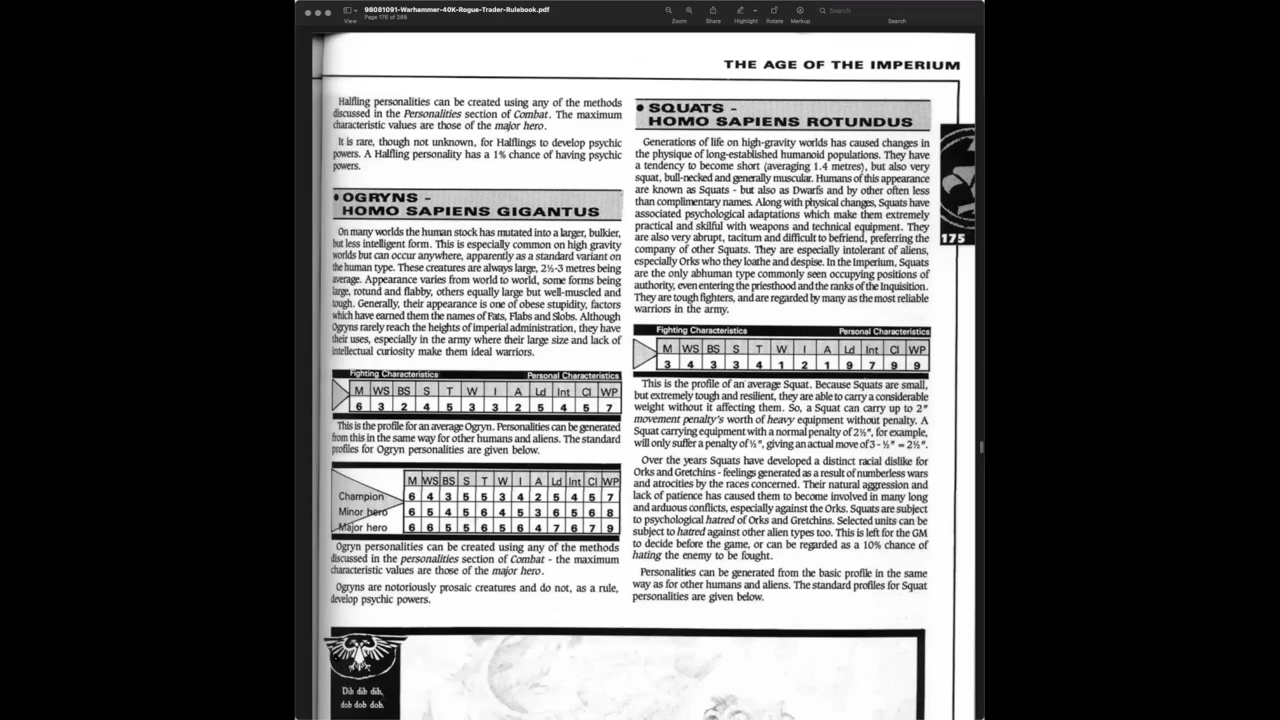 98081091-Warhammer-40K-Rogue-Trader-Rulebook.pdf
Page 176 of 288
View
Zoom
Share
Highlight
Rotate
Markup
Search
Search
THE AGE OF THE IMPERIUM
Halfling personalities can be created using any of the methods
discussed in the Personalities section of Combat. The maximum
characteristic values are those of the major hero.
It is rare, though not unknown, for Halflings to develop psychic
powers. A Halfling personality has a 1% chance of having psychic
powers.
• OGRYNS -
HOMO SAPIENS GIGANTUS
On many worlds the human stock has mutated into a larger, bulkier,
but less intelligent form. This is especially common on high gravity
worlds but can occur anywhere, apparently as a standard variant on
the human type. These creatures are always large, 2½-3 metres being
average. Appearance varies from world to world, some forms being
large, rotund and flabby, others equally large but well-muscled and
tough. Generally, their appearance is one of obese stupidity, factors
which have earned them the names of Fats, Flabs and Slobs. Although
Ogryns rarely reach the heights of imperial administration, they have
their uses, especially in the army where their large size and lack of
intellectual curiosity make them ideal warriors.
Fighting Characteristics Personal Characteristics
M WS BS S T W I A Ld Int Cl WP
6 3 2 4 5 3 3 2 5 4 5 7
This is the profile for an average Ogryn. Personalities can be generated
from this in the same way for other humans and aliens. The standard
profiles for Ogryn personalities are given below.
M WS BS S T W I A Ld Int Cl WP
Champion 6 4 3 5 5 3 4 2 5 4 5 7
Minor hero 6 5 4 5 6 4 5 3 6 5 6 8
Major hero 6 6 5 5 6 5 6 4 7 6 7 9
Ogryn personalities can be created using any of the methods
discussed in the personalities section of Combat - the maximum
characteristic values are those of the major hero.
Ogryns are notoriously prosaic creatures and do not, as a rule,
develop psychic powers.
• SQUATS -
HOMO SAPIENS ROTUNDUS
Generations of life on high-gravity worlds has caused changes in
the physique of long-established humanoid populations. They have
a tendency to become short (averaging 1.4 metres), but also very
squat, bull-necked and generally muscular. Humans of this appearance
are known as Squats - but also as Dwarfs and by other often less
than complimentary names. Along with physical changes, Squats have
associated psychological adaptations which make them extremely
practical and skilful with weapons and technical equipment. They
are also very abrupt, tacitum and difficult to befriend, preferring the
company of other Squats. They are especially intolerant of aliens,
especially Orks who they loathe and despise. In the Imperium, Squats
are the only abhuman type commonly seen occupying positions of
authority, even entering the priesthood and the ranks of the Inquisition.
They are tough fighters, and are regarded by many as the most reliable
warriors in the army.
Fighting Characteristics Personal Characteristics
M WS BS S T W I A Ld Int Cl WP
3 4 3 3 4 1 2 1 9 7 9 9
This is the profile of an average Squat. Because Squats are small,
but extremely tough and resilient, they are able to carry a considerable
weight without it affecting them. So, a Squat can carry up to 2"
movement penalty's worth of heavy equipment without penalty. A
Squat carrying equipment with a normal penalty of 2½", for example,
will only suffer a penalty of ½", giving an actual move of 3 - ½" = 2½".
Over the years Squats have developed a distinct racial dislike for
Orks and Gretchins - feelings generated as a result of numberless wars
and atrocities by the races concerned. Their natural aggression and
lack of patience has caused them to become involved in many long
and arduous conflicts, especially against the Orks. Squats are subject
to psychological hatred of Orks and Gretchins. Selected units can be
subject to hatred against other alien types too. This is left for the GM
to decide before the game, or can be regarded as a 10% chance of
hating the enemy to be fought.
Personalities can be generated from the basic profile in the same
way as for other humans and aliens. The standard profiles for Squat
personalities are given below.
175
Dib dib dib,
dob dob dob.